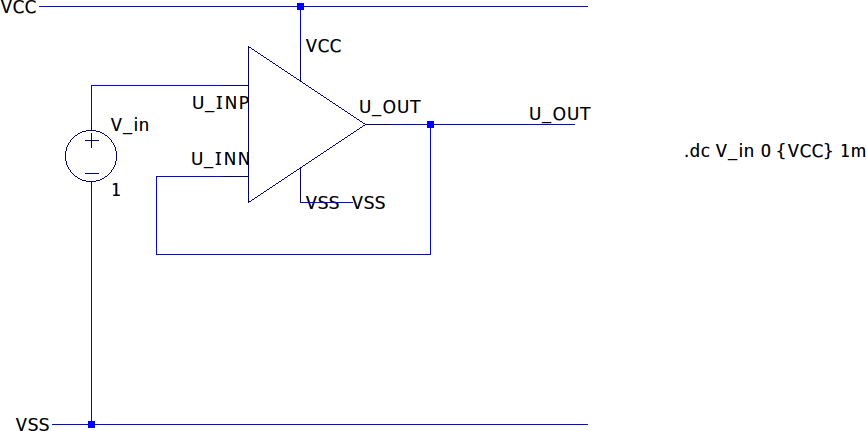 VCC
VCC
U_INP
U_OUT
U_OUT
V_in
.dc V_in 0 {VCC} 1m
U_INN
1
VSS VSS
VSS